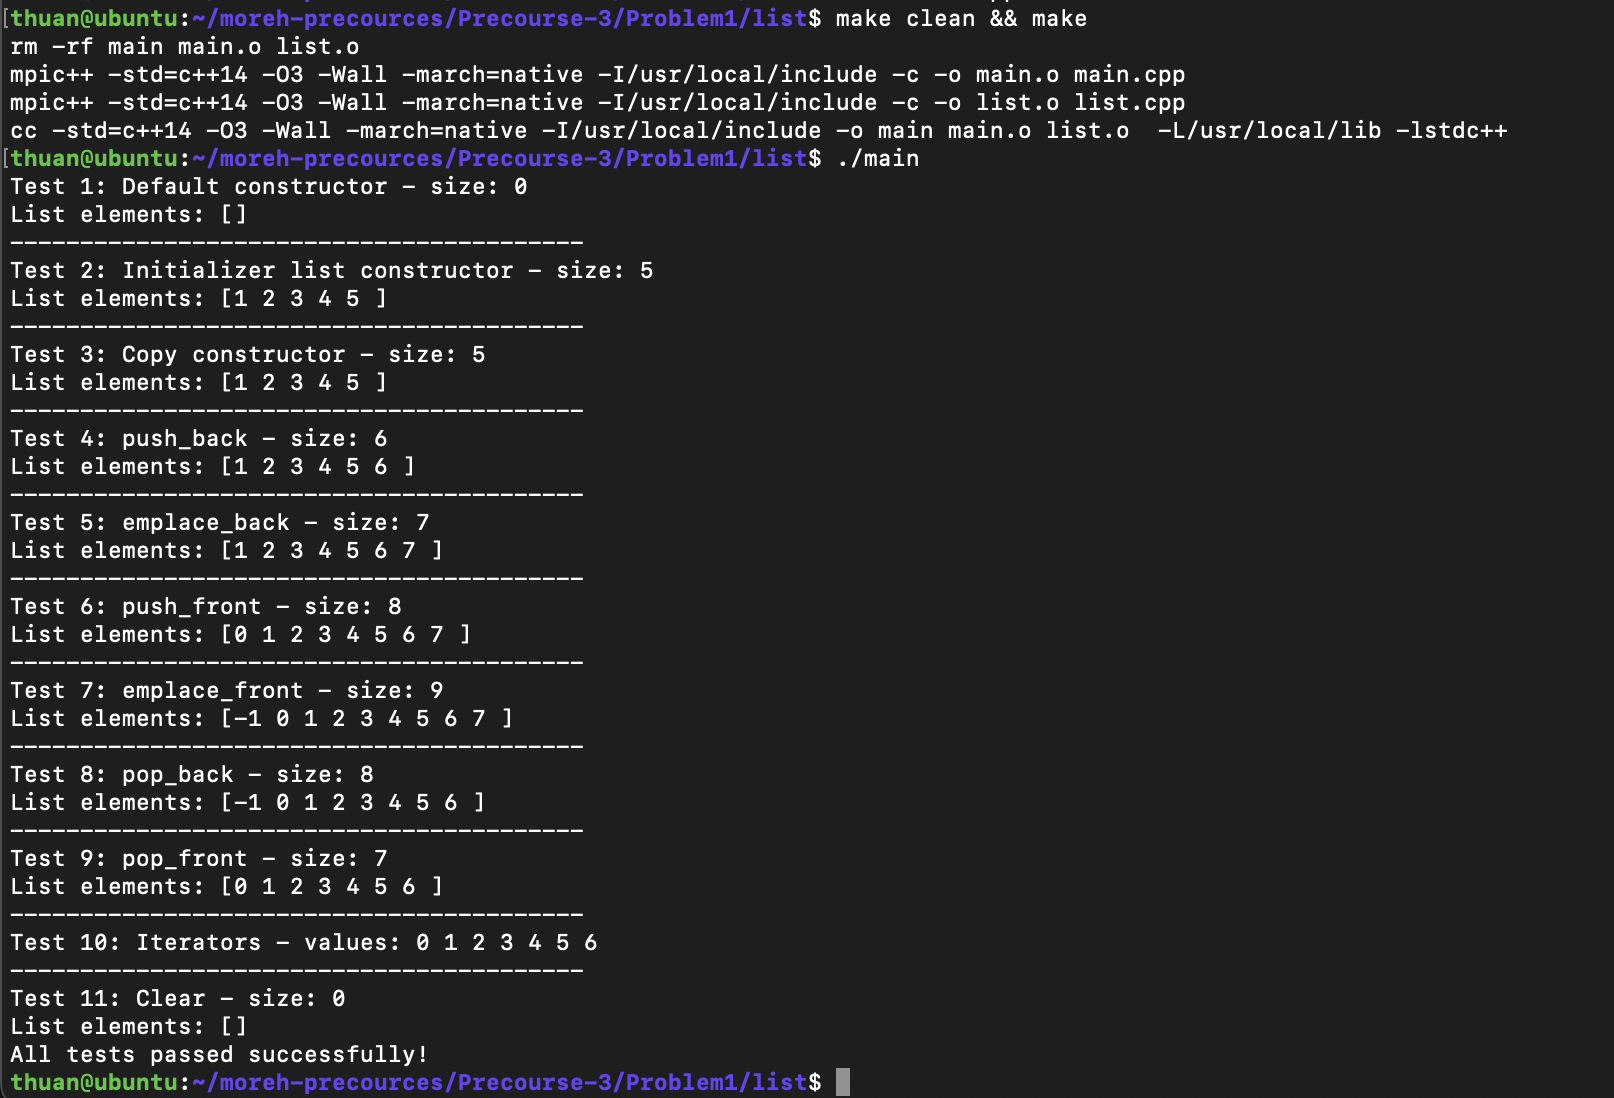 [thuan@ubuntu:~/moreh-precources/Precourse-3/Problem1/list$ make clean && make
rm -rf main main.o list.o
mpic++ -std=c++14 -O3 -Wall -march=native -I/usr/local/include -c -o main.o main.cpp
mpic++ -std=c++14 -O3 -Wall -march=native -I/usr/local/include -c -o list.o list.cpp
cc -std=c++14 -O3 -Wall -march=native -I/usr/local/include -o main main.o list.o  -L/usr/local/lib -lstdc++
[thuan@ubuntu:~/moreh-precources/Precourse-3/Problem1/list$ ./main
Test 1: Default constructor - size: 0
List elements: []
-----------------------------------------
Test 2: Initializer list constructor - size: 5
List elements: [1 2 3 4 5 ]
-----------------------------------------
Test 3: Copy constructor - size: 5
List elements: [1 2 3 4 5 ]
-----------------------------------------
Test 4: push_back - size: 6
List elements: [1 2 3 4 5 6 ]
-----------------------------------------
Test 5: emplace_back - size: 7
List elements: [1 2 3 4 5 6 7 ]
-----------------------------------------
Test 6: push_front - size: 8
List elements: [0 1 2 3 4 5 6 7 ]
-----------------------------------------
Test 7: emplace_front - size: 9
List elements: [-1 0 1 2 3 4 5 6 7 ]
-----------------------------------------
Test 8: pop_back - size: 8
List elements: [-1 0 1 2 3 4 5 6 ]
-----------------------------------------
Test 9: pop_front - size: 7
List elements: [0 1 2 3 4 5 6 ]
-----------------------------------------
Test 10: Iterators - values: 0 1 2 3 4 5 6
-----------------------------------------
Test 11: Clear - size: 0
List elements: []
All tests passed successfully!
thuan@ubuntu:~/moreh-precources/Precourse-3/Problem1/list$